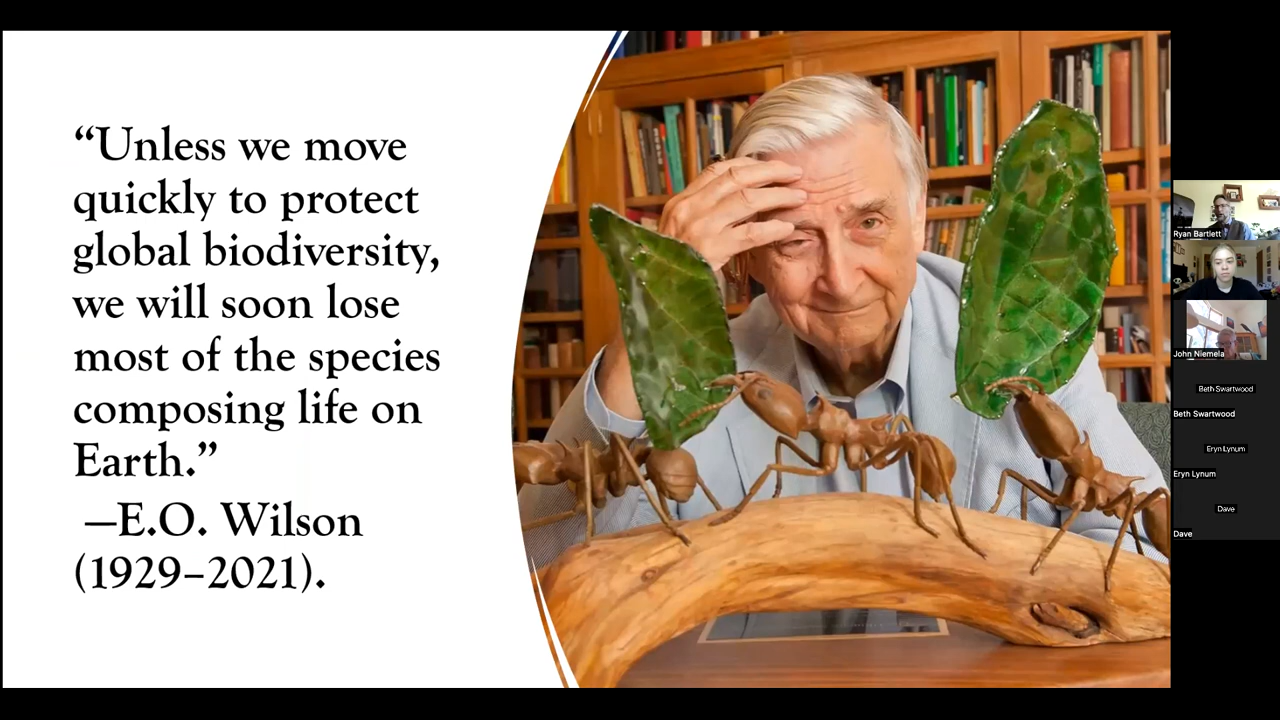 “Unless we move
quickly to protect
global biodiversity,
we will soon lose
most of the species
composing life on
Earth.”
—E.O. Wilson
(1929–2021).
Ryan Bartlett
John Niemela
Beth Swartwood
Beth Swartwood
Eryn Lynum
Eryn Lynum
Dave
Dave